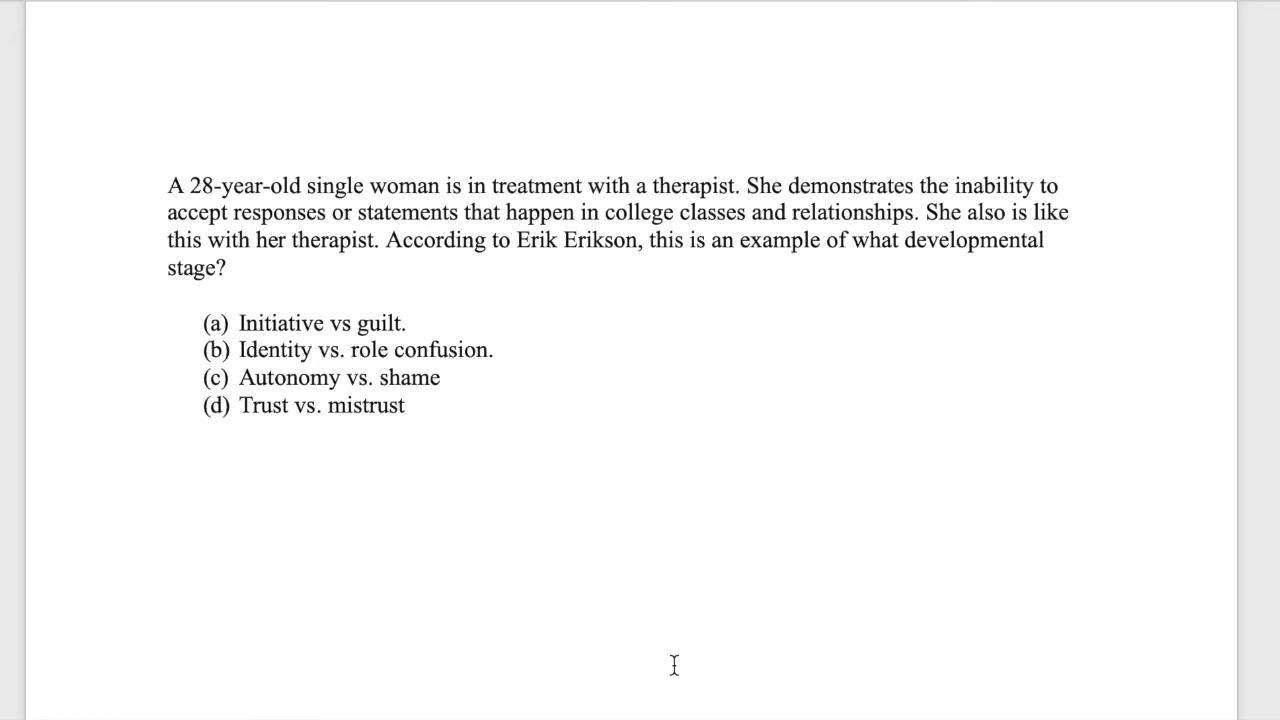 A 28-year-old single woman is in treatment with a therapist. She demonstrates the inability to
accept responses or statements that happen in college classes and relationships. She also is like
this with her therapist. According to Erik Erikson, this is an example of what developmental
stage?
(a) Initiative vs guilt.
(b) Identity vs. role confusion.
(c) Autonomy vs. shame
(d) Trust vs. mistrust